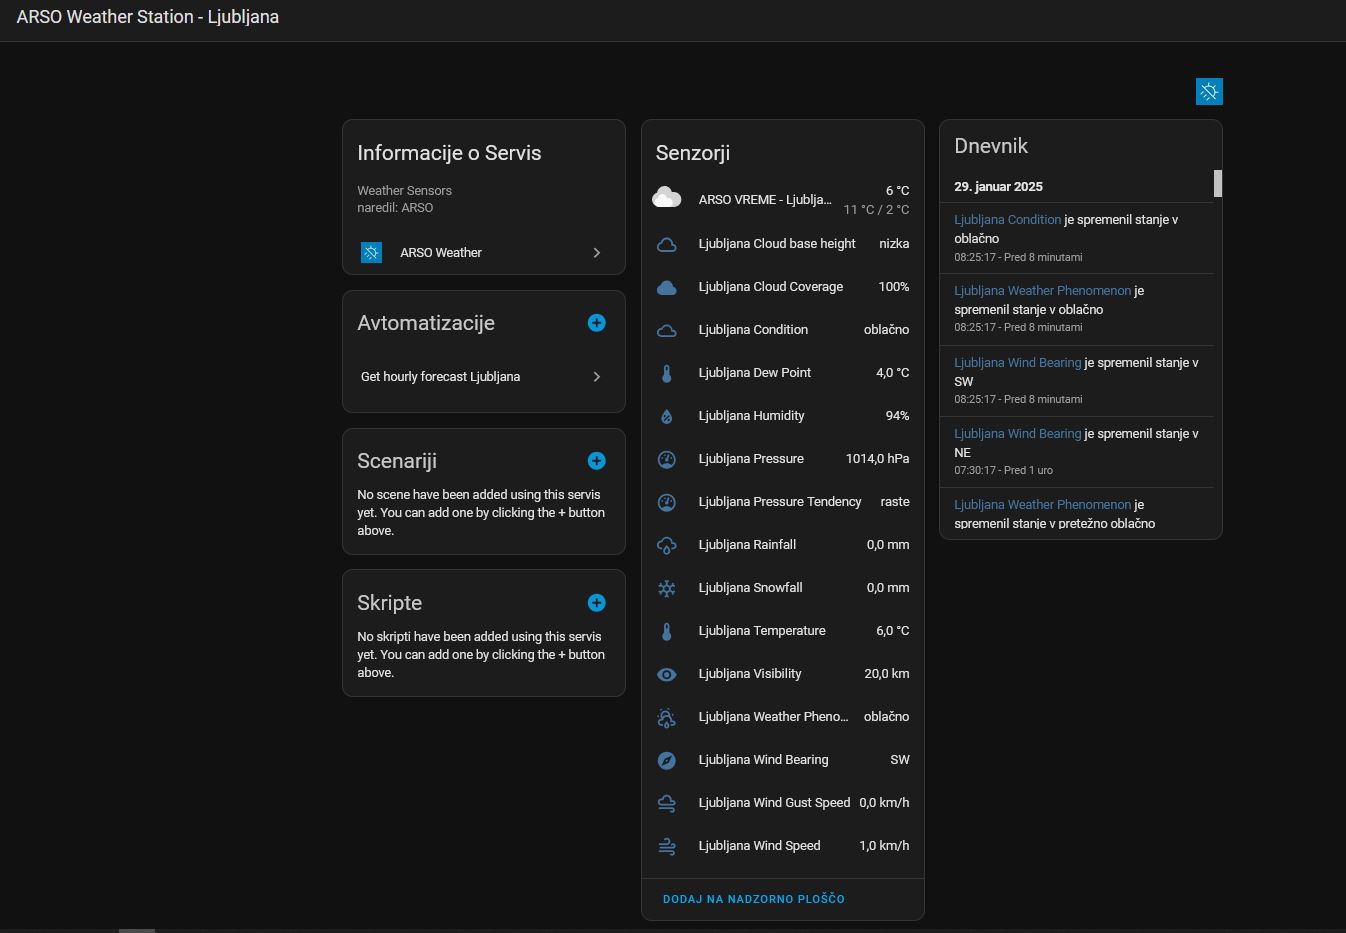 ARSO Weather Station - Ljubljana
Informacije o Servis
Weather Sensors
naredil: ARSO
ARSO Weather
Avtomatizacije
Get hourly forecast Ljubljana
Scenariji
No scene have been added using this servis
yet. You can add one by clicking the + button
above.
Skripte
No skripti have been added using this servis
yet. You can add one by clicking the + button
above.
Senzorji
ARSO VREME - Ljublja... 6 °C
11 °C / 2 °C
Ljubljana Cloud base height nizka
Ljubljana Cloud Coverage 100%
Ljubljana Condition oblačno
Ljubljana Dew Point 4,0 °C
Ljubljana Humidity 94%
Ljubljana Pressure 1014,0 hPa
Ljubljana Pressure Tendency raste
Ljubljana Rainfall 0,0 mm
Ljubljana Snowfall 0,0 mm
Ljubljana Temperature 6,0 °C
Ljubljana Visibility 20,0 km
Ljubljana Weather Pheno... oblačno
Ljubljana Wind Bearing SW
Ljubljana Wind Gust Speed 0,0 km/h
Ljubljana Wind Speed 1,0 km/h
DODAJ NA NADZORNO PLOŠČO
Dnevnik
29. januar 2025
Ljubljana Condition je spremenil stanje v
oblačno
08:25:17 - Pred 8 minutami
Ljubljana Weather Phenomenon je
spremenil stanje v oblačno
08:25:17 - Pred 8 minutami
Ljubljana Wind Bearing je spremenil stanje v
SW
08:25:17 - Pred 8 minutami
Ljubljana Wind Bearing je spremenil stanje v
NE
07:30:17 - Pred 1 uro
Ljubljana Weather Phenomenon je
spremenil stanje v pretežno oblačno